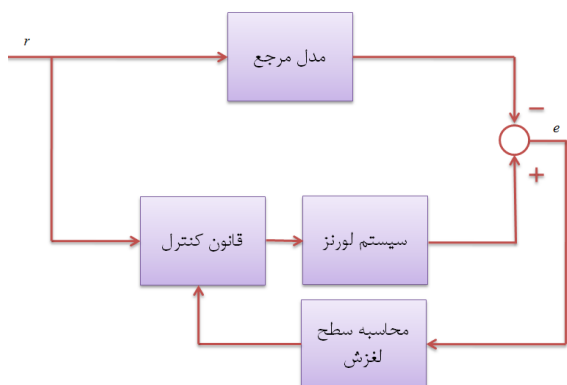 r
مدل مرجع
−
e
+
قانون کنترل
سیستم لورنز
محاسبه سطح
لغزش